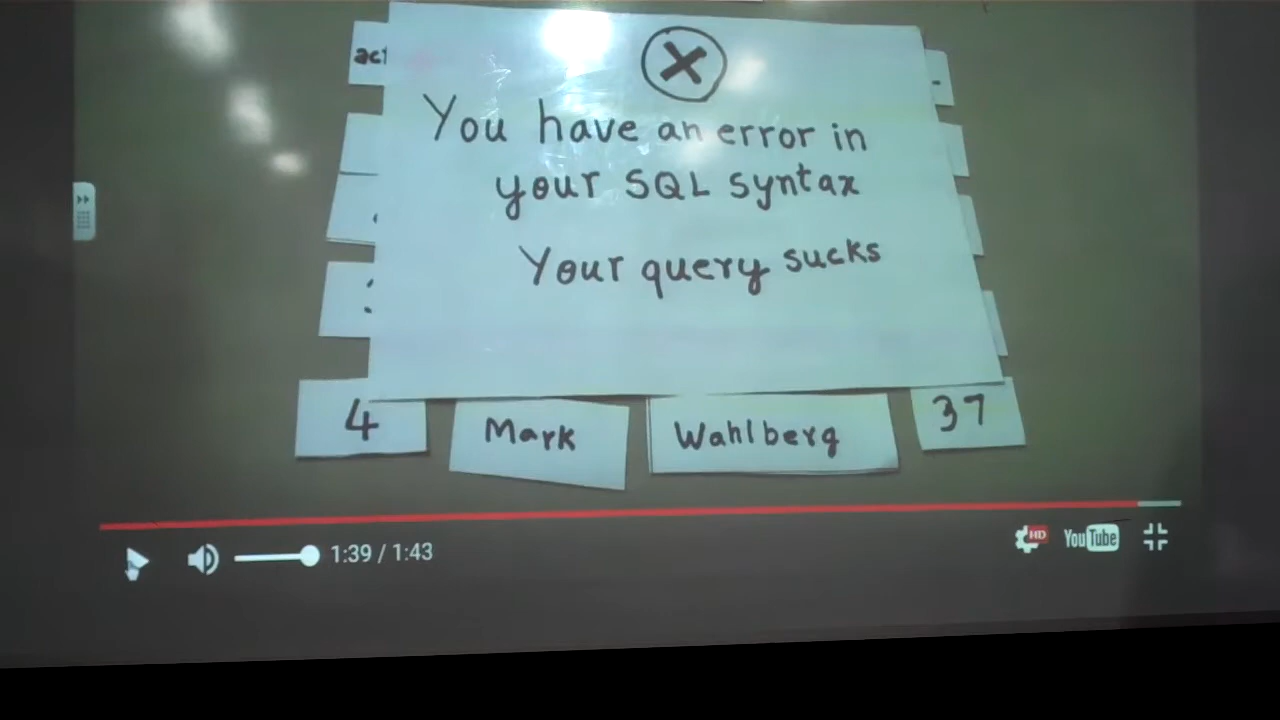 You have an error in
your SQL syntax
Your query sucks
4 Mark Wahlberg 37
1:39 / 1:43 HD YouTube